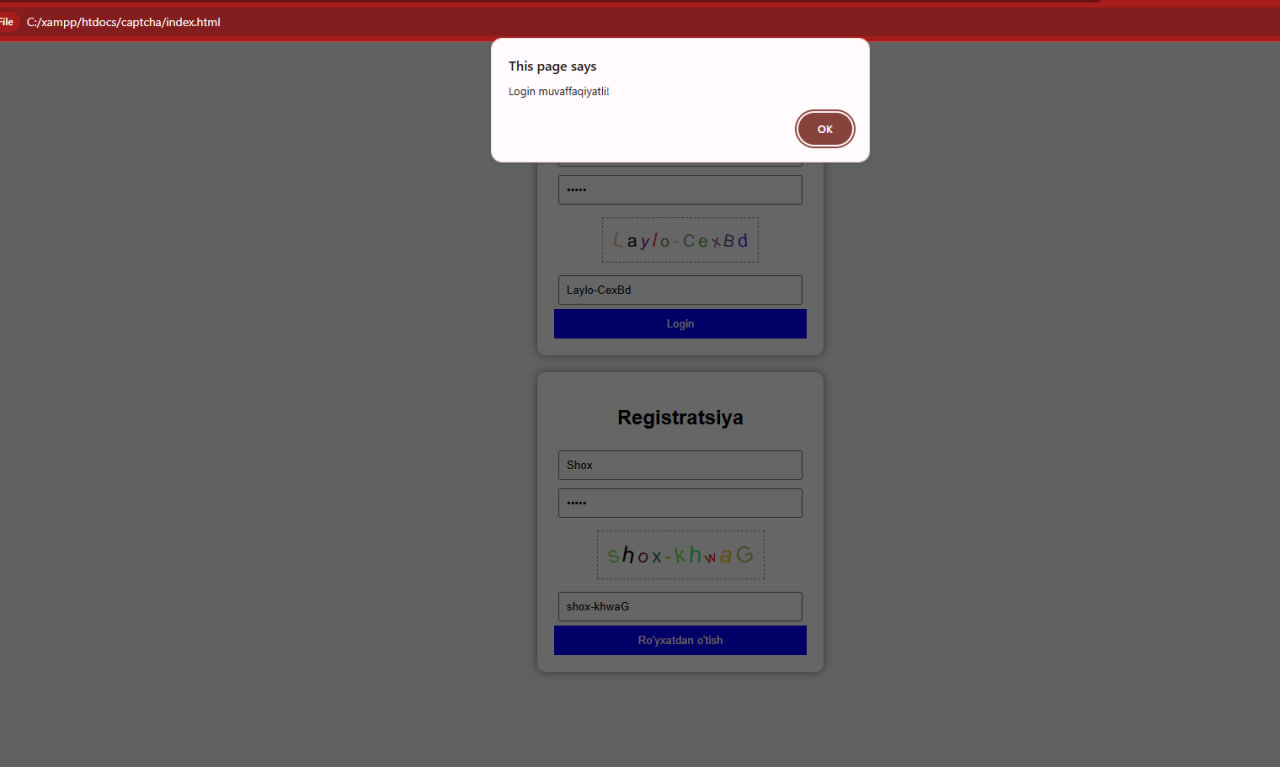 File C:/xampp/htdocs/captcha/index.html
This page says
Login muvaffaqiyatli!
OK
•••••
Laylo-CexBd
Laylo-CexBd
Login
Registratsiya
Shox
•••••
shox-khwaG
shox-khwaG
Ro'yxatdan o'tish